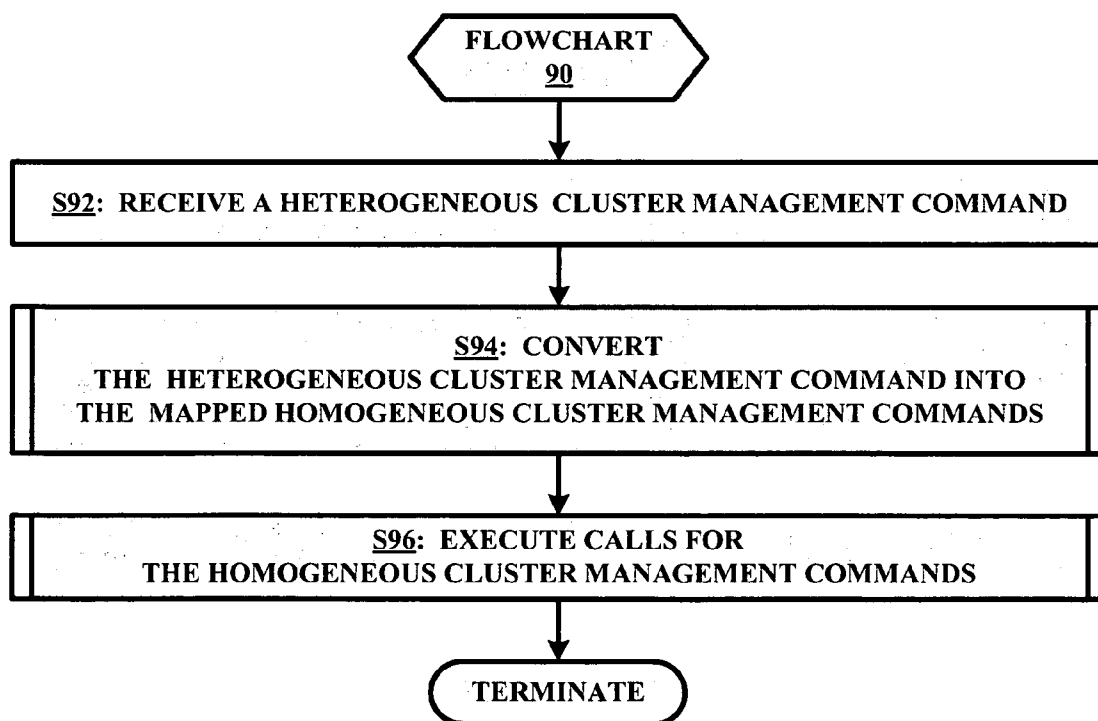 FLOWCHART
90
S92: RECEIVE A HETEROGENEOUS CLUSTER MANAGEMENT COMMAND
S94: CONVERT
THE HETEROGENEOUS CLUSTER MANAGEMENT COMMAND INTO
THE MAPPED HOMOGENEOUS CLUSTER MANAGEMENT COMMANDS
S96: EXECUTE CALLS FOR
THE HOMOGENEOUS CLUSTER MANAGEMENT COMMANDS
TERMINATE